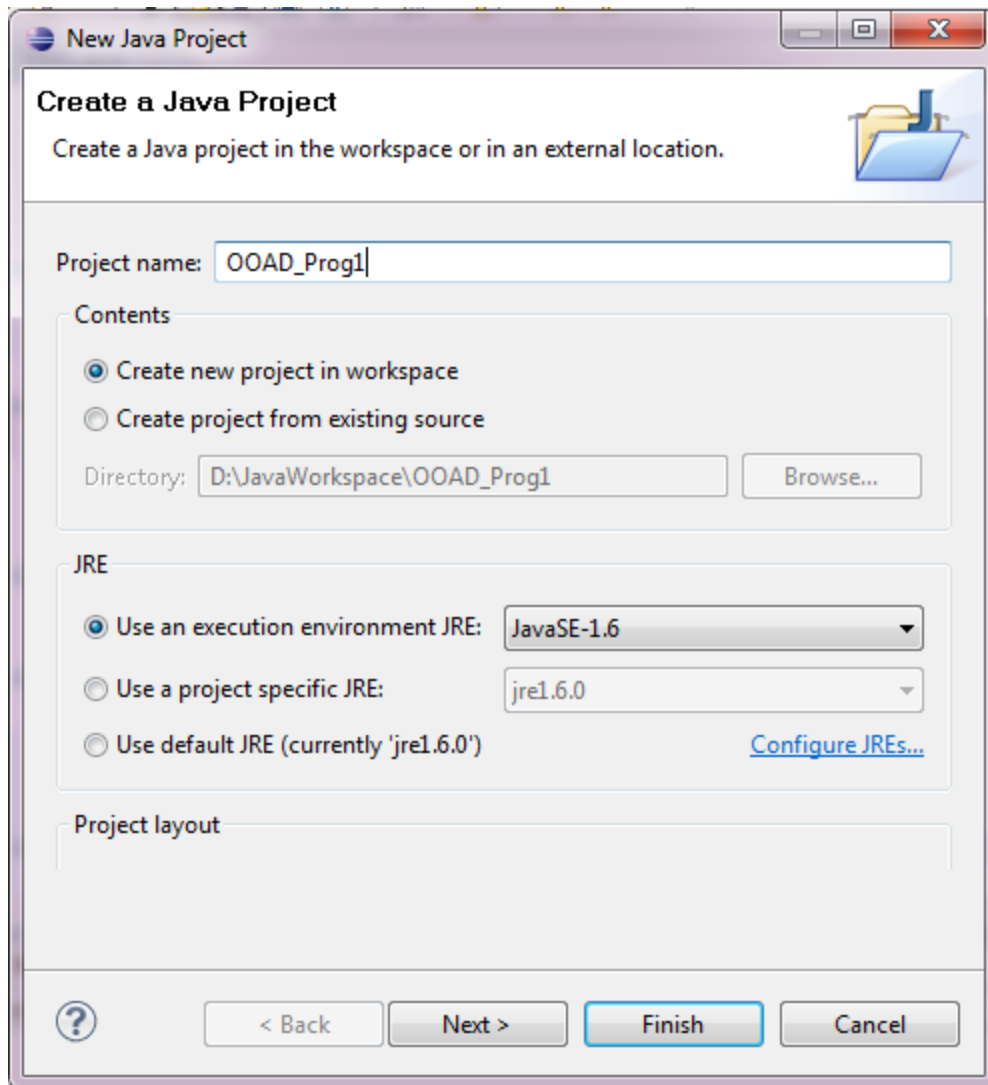 New Java Project
Create a Java Project
Create a Java project in the workspace or in an external location.
Project name: OOAD_Prog1
Contents
Create new project in workspace
Create project from existing source
Directory: D:\JavaWorkspace\OOAD_Prog1 Browse...
JRE
Use an execution environment JRE: JavaSE-1.6
Use a project specific JRE: jre1.6.0
Use default JRE (currently 'jre1.6.0') Configure JREs...
Project layout
? < Back Next > Finish Cancel